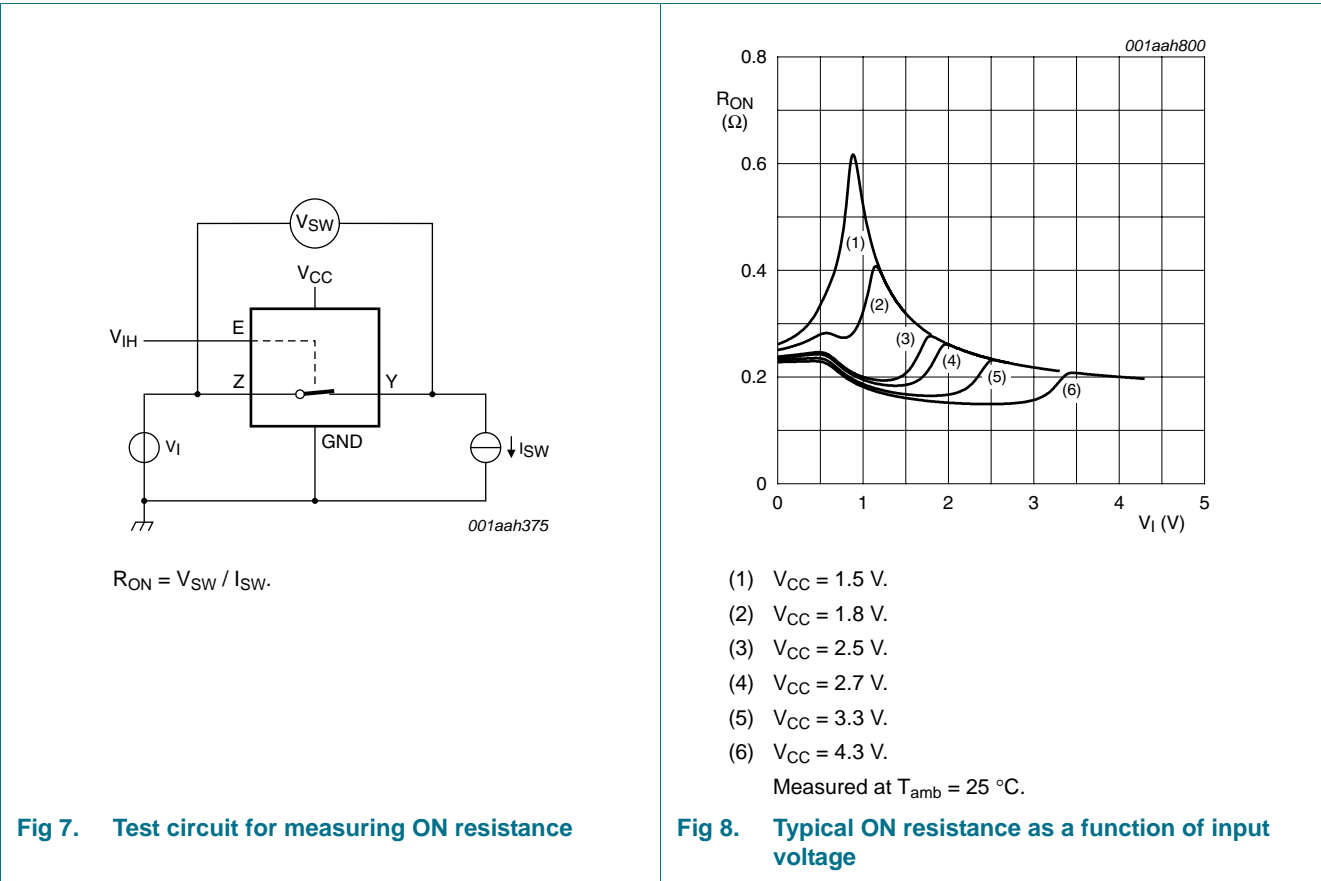 VSW
VCC
VIH
E
Z
Y
GND
VI
ISW
001aah375
RON = VSW / ISW.
Fig 7. Test circuit for measuring ON resistance
001aah800
RON
(Ω)
0.8
0.6
0.4
0.2
0
(1)
(2)
(3)
(4)
(5)
(6)
0 1 2 3 4 5
VI (V)
(1) VCC = 1.5 V.
(2) VCC = 1.8 V.
(3) VCC = 2.5 V.
(4) VCC = 2.7 V.
(5) VCC = 3.3 V.
(6) VCC = 4.3 V.
Measured at Tamb = 25 °C.
Fig 8. Typical ON resistance as a function of input
voltage